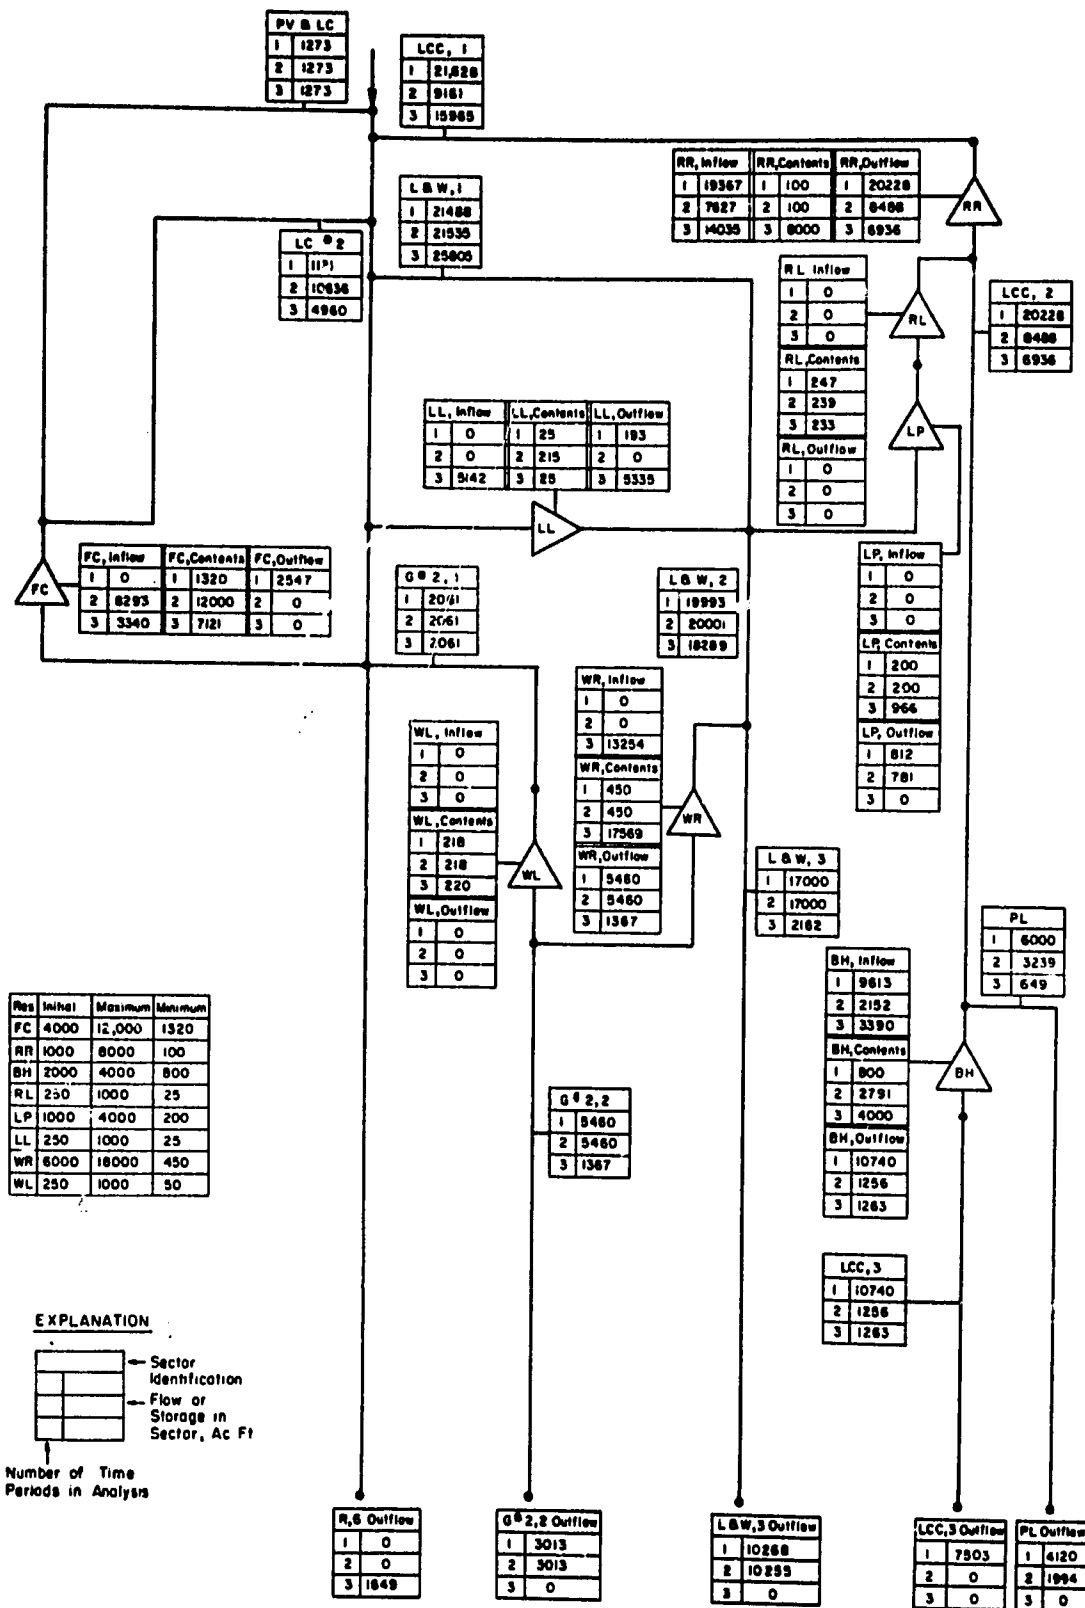 PV & LC
1 1273
2 1273
3 1273
LCC, 1
1 21,628
2 9161
3 15965
RR, Inflow RR, Contents RR, Outflow
1 19367 1 100 1 20228
2 7627 2 100 2 8488
3 14035 3 8000 3 6936
RR
L & W, 1
1 21488
2 21535
3 25805
LC #2
1
2 10836
3 4960
RL Inflow
1 0
2 0
3 0
RL
LCC, 2
1 20228
2 8488
3 6936
RL, Contents
1 247
2 239
3 233
RL, Outflow
1 0
2 0
3 0
LP
LL, Inflow LL, Contents LL, Outflow
1 0 1 25 1 193
2 0 2 215 2 0
3 5142 3 25 3 5335
LL
FC, Inflow FC, Contents FC, Outflow
1 0 1 1320 1 2547
2 8293 2 12000 2 0
3 3340 3 7121 3 0
FC
G #2, 1
1 2061
2 2061
3 2061
L & W, 2
1 19993
2 20001
3 18289
LP, Inflow
1 0
2 0
3 0
LP, Contents
1 200
2 200
3 966
LP, Outflow
1 812
2 781
3 0
WR, Inflow
1 0
2 0
3 13254
WR, Contents
1 450
2 450
3 17569
WR, Outflow
1 5460
2 5460
3 1367
WR
WL, Inflow
1 0
2 0
3 0
WL, Contents
1 218
2 218
3 220
WL, Outflow
1 0
2 0
3 0
WL
L & W, 3
1 17000
2 17000
3 2182
PL
1 6000
2 3239
3 649
BH, Inflow
1 9613
2 2152
3 3390
BH, Contents
1 800
2 2791
3 4000
BH, Outflow
1 10740
2 1256
3 1263
BH
Res Initial Maximum Minimum
FC 4000 12,000 1320
RR 1000 8000 100
BH 2000 4000 800
RL 250 1000 25
LP 1000 4000 200
LL 250 1000 25
WR 6000 18000 450
WL 250 1000 50
G #2,2
1 5460
2 5460
3 1367
LCC, 3
1 10740
2 1256
3 1263
EXPLANATION
Sector
Identification
Flow or
Storage in
Sector, Ac Ft
Number of Time
Periods in Analysis
R,6 Outflow
1 0
2 0
3 1649
G #2,2 Outflow
1 3013
2 3013
3 0
L & W,3 Outflow
1 10268
2 10255
3 0
LCC,3 Outflow
1 7503
2 0
3 0
PL Outflow
1 4120
2 1994
3 0